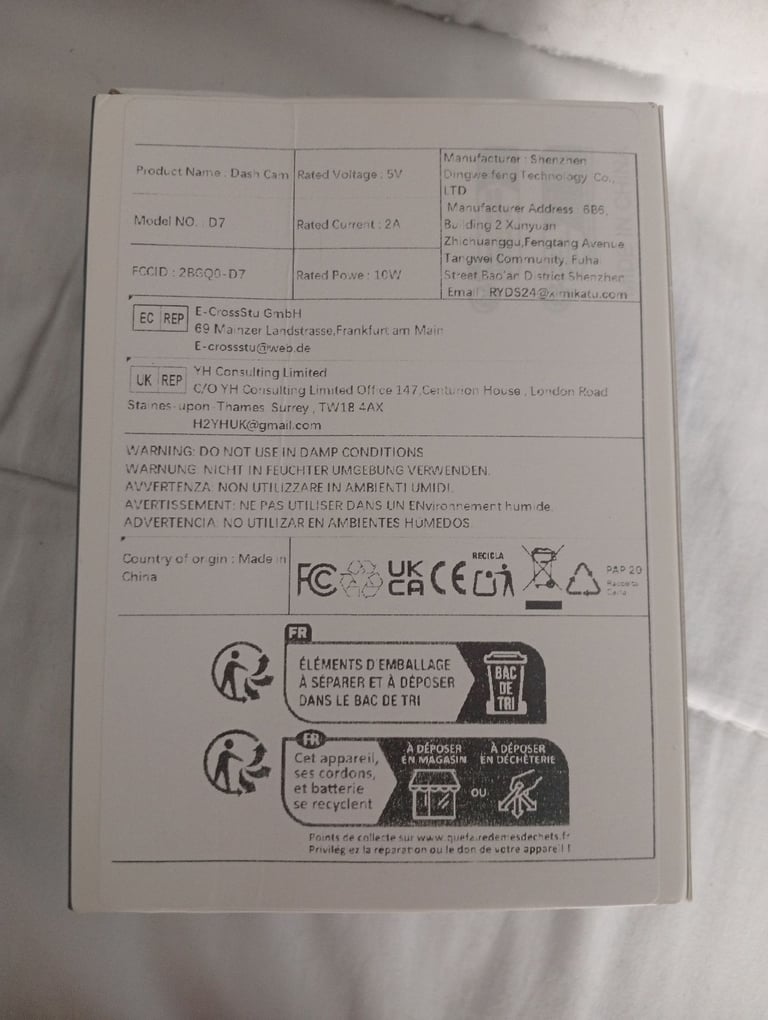 Product Name : Dash Cam
Rated Voltage : 5V
Manufacturer : Shenzhen
Dingwe feng Technology Co.,
LTD
Model NO. : D7
Rated Current : 2A
Manufacturer Address : 6B6,
Building 2 Xunyuan
Zhichuanggu,Fengtang Avenue
Tangwei Community, Fuha
Street Bao'an District Shenzhen
FCCID : 2BGQ0-D7
Rated Powe : 10W
Email : RYDS24@ximikatu.com
EC REP
E-CrossStu GmbH
69 Mainzer Landstrasse,Frankfurt am Main
E-crossstu@web.de
UK REP
YH Consulting Limited
C/O YH Consulting Limited Office 147,Centurion House , London Road
Staines-upon-Thames Surrey , TW18 4AX
H2YHUK@gmail.com
WARNING: DO NOT USE IN DAMP CONDITIONS
WARNUNG: NICHT IN FEUCHTER UMGEBUNG VERWENDEN.
AVVERTENZA: NON UTILIZZARE IN AMBIENTI UMIDI.
AVERTISSEMENT: NE PAS UTILISER DANS UN ENvironnement humide.
ADVERTENCIA: NO UTILIZAR EN AMBIENTES HÚMEDOS
Country of origin : Made in
China
FC
UK
CA
CE
RECICLA
PAP 20
Raccolta
Carta
FR
ÉLÉMENTS D'EMBALLAGE
À SÉPARER ET À DÉPOSER
DANS LE BAC DE TRI
BAC
DE
TRI
FR
Cet appareil,
ses cordons,
et batterie
se recyclent
À DÉPOSER
EN MAGASIN
OU
À DÉPOSER
EN DÉCHÈTERIE
Points de collecte sur www.quefairedemesdechets.fr
Privilégiez la réparation ou le don de votre appareil !